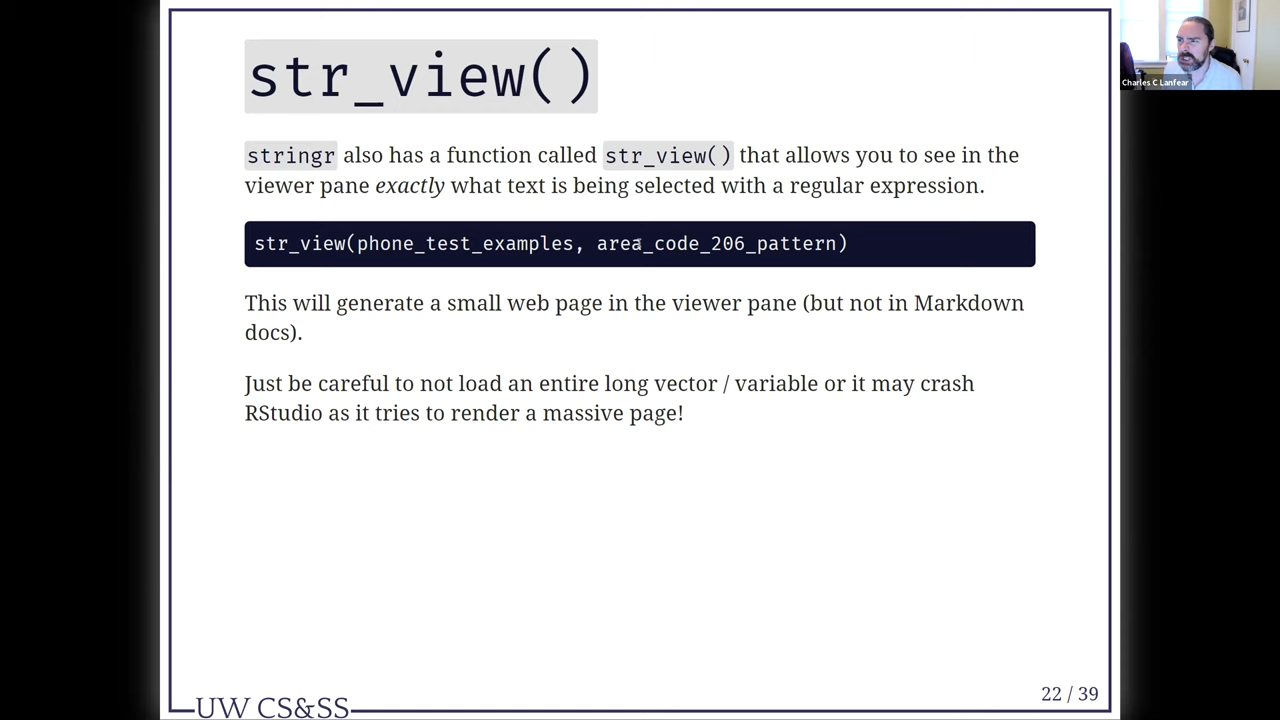 str_view()
stringr also has a function called str_view() that allows you to see in the
viewer pane exactly what text is being selected with a regular expression.
str_view(phone_test_examples, area_code_206_pattern)
This will generate a small web page in the viewer pane (but not in Markdown
docs).
Just be careful to not load an entire long vector / variable or it may crash
RStudio as it tries to render a massive page!
UW CS&SS
22 / 39
Charles C Lanfear